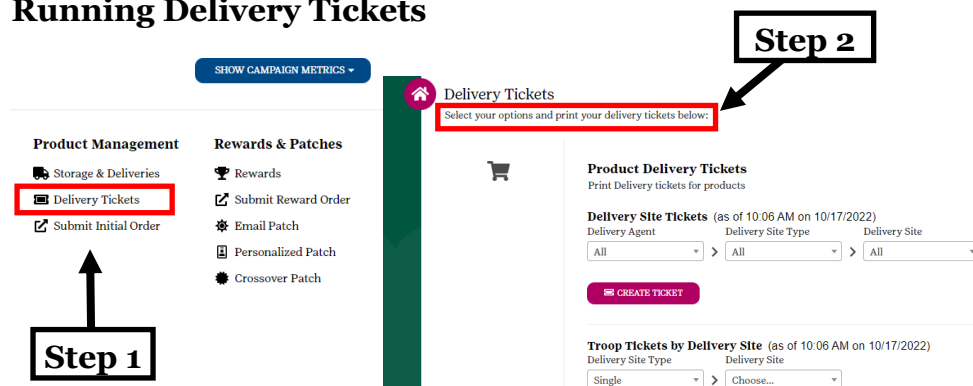 Running Delivery Tickets
Step 2
SHOW CAMPAIGN METRICS
Delivery Tickets
Select your options and print your delivery tickets below:
Product Management
Storage & Deliveries
Delivery Tickets
Submit Initial Order
Rewards & Patches
Rewards
Submit Reward Order
Email Patch
Personalized Patch
Crossover Patch
Step 1
Product Delivery Tickets
Print Delivery tickets for products
Delivery Site Tickets (as of 10:06 AM on 10/17/2022)
Delivery Agent Delivery Site Type Delivery Site
All > All > All
CREATE TICKET
Troop Tickets by Delivery Site (as of 10:06 AM on 10/17/2022)
Delivery Site Type Delivery Site
Single > Choose...